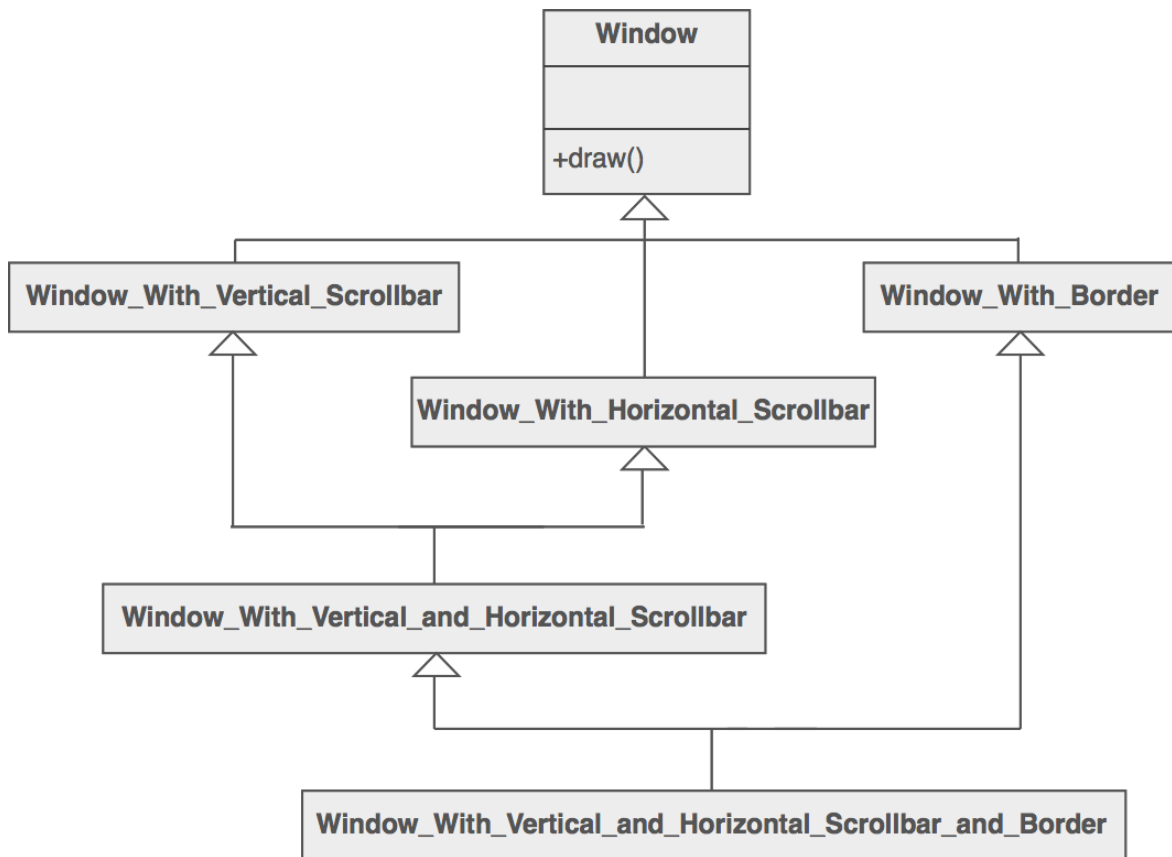 Window
+draw()
Window_With_Vertical_Scrollbar
Window_With_Border
Window_With_Horizontal_Scrollbar
Window_With_Vertical_and_Horizontal_Scrollbar
Window_With_Vertical_and_Horizontal_Scrollbar_and_Border